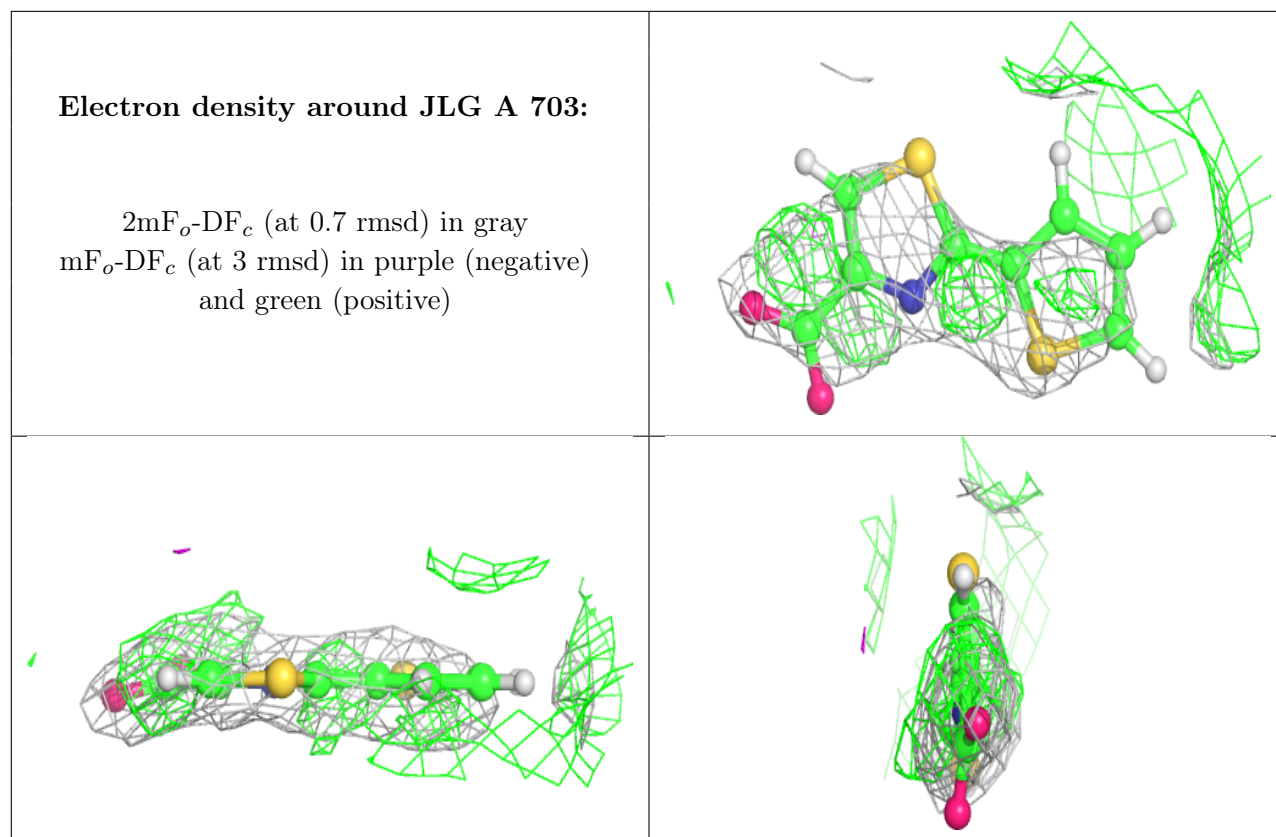 Electron density around JLG A 703:
2mFo-DFc (at 0.7 rmsd) in gray
mFo-DFc (at 3 rmsd) in purple (negative)
and green (positive)